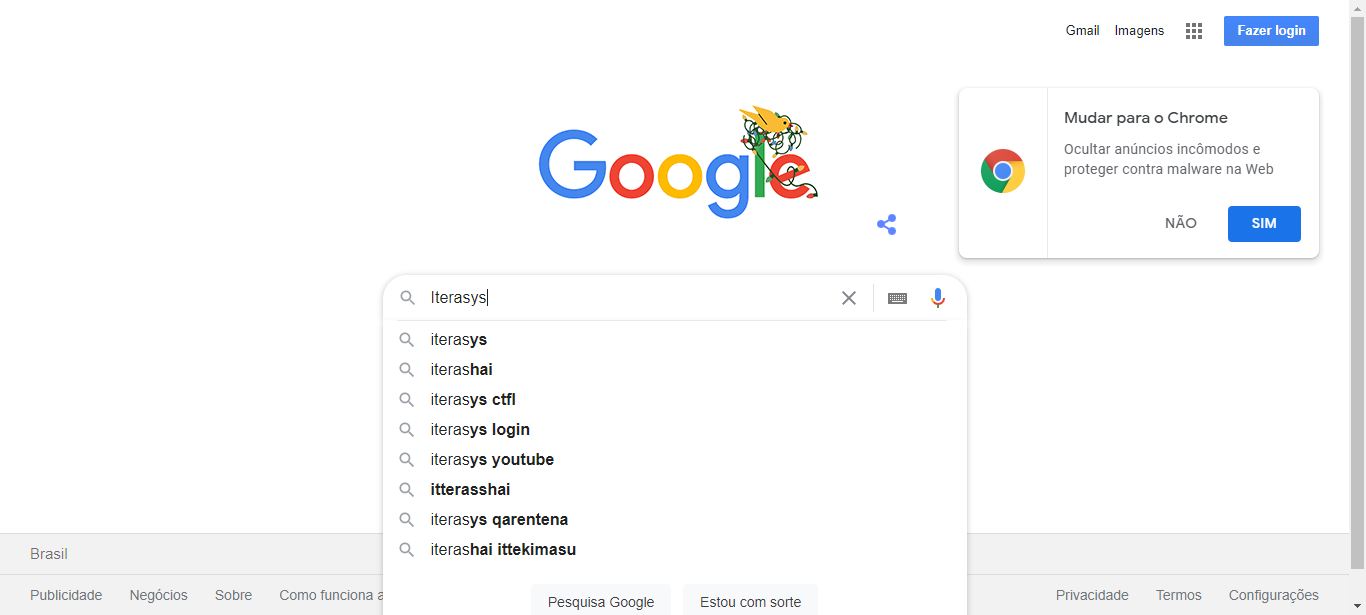 Gmail Imagens Fazer login
Google
Mudar para o Chrome
Ocultar anúncios incômodos e
proteger contra malware na Web
NÃO SIM
Iterasys
iterasys
iterashai
iterasys ctfl
iterasys login
iterasys youtube
itterasshai
iterasys qarentena
iterashai ittekimasu
Pesquisa Google Estou com sorte
Brasil
Publicidade Negócios Sobre Como funciona a
Privacidade Termos Configurações